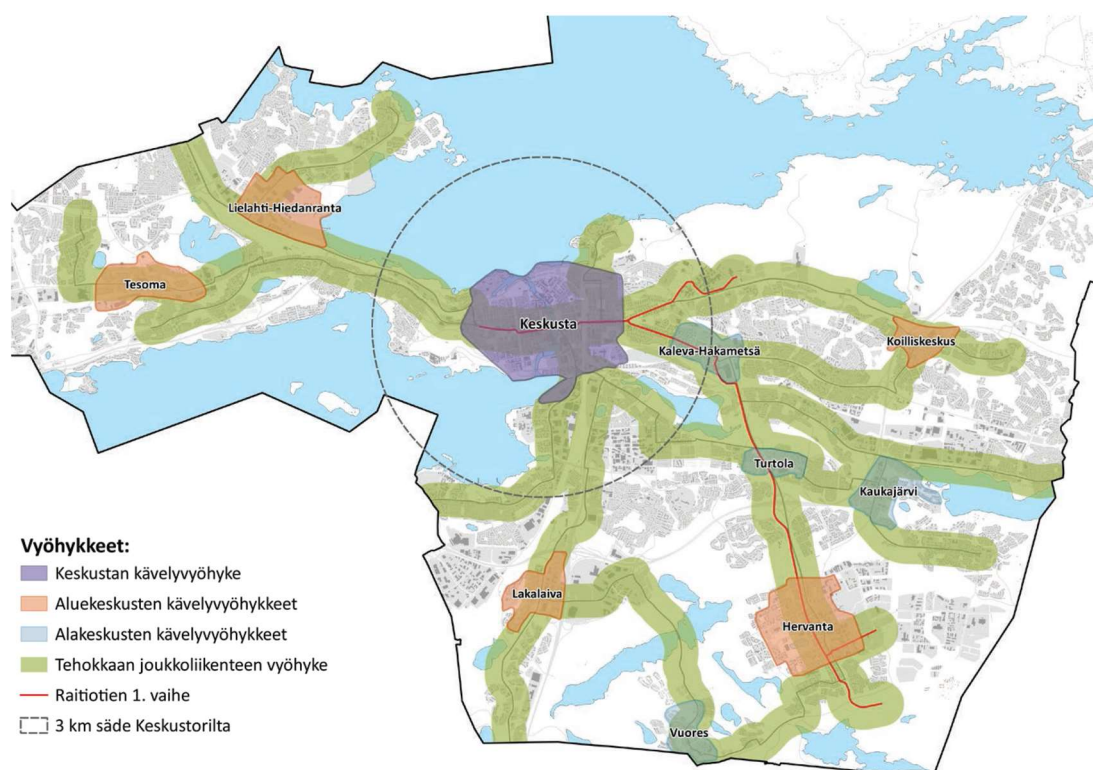 Lielahti-Hiedanranta
Tesoma
Keskusta
Kaleva-Hakametsä
Koilliskeskus
Turtola
Kaukajärvi
Lakalaiva
Hervanta
Vuores
Vyöhykkeet:
Keskustan kävelyvyöhyke
Aluekeskusten kävelyvyöhykkeet
Alakeskusten kävelyvyöhykkeet
Tehokkaan joukkoliikenteen vyöhyke
Raitiotien 1. vaihe
3 km säde Keskustorilta